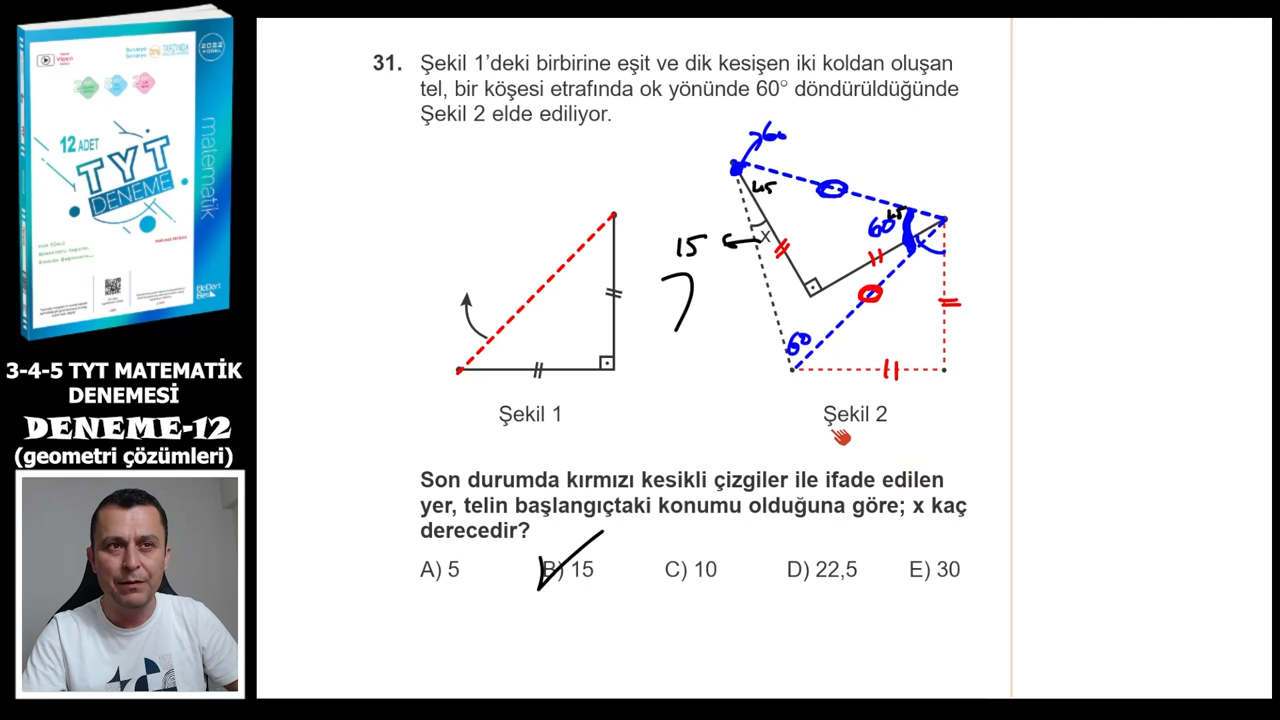 2022
TARZINDA
12 ADET
TYT
DENEME
matematik
3-4-5 TYT MATEMATİK
DENEMESİ
DENEME-12
(geometri çözümleri)
31. Şekil 1'deki birbirine eşit ve dik kesişen iki koldan oluşan
tel, bir köşesi etrafında ok yönünde 60° döndürüldüğünde
Şekil 2 elde ediliyor.
60
45
45
60
15
x
60
Şekil 1
Şekil 2
Son durumda kırmızı kesikli çizgiler ile ifade edilen
yer, telin başlangıçtaki konumu olduğuna göre; x kaç
derecedir?
A) 5 B) 15 C) 10 D) 22,5 E) 30